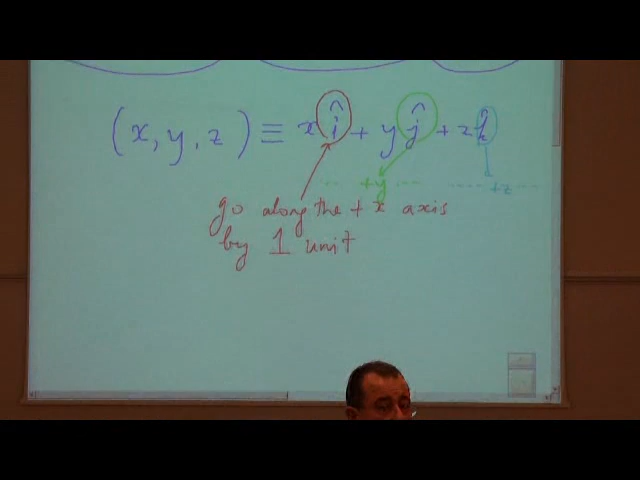 (x, y, z) ≡ x î + y ĵ + z k̂
... +y ... .... +z ...
go along the + x axis
by 1 unit